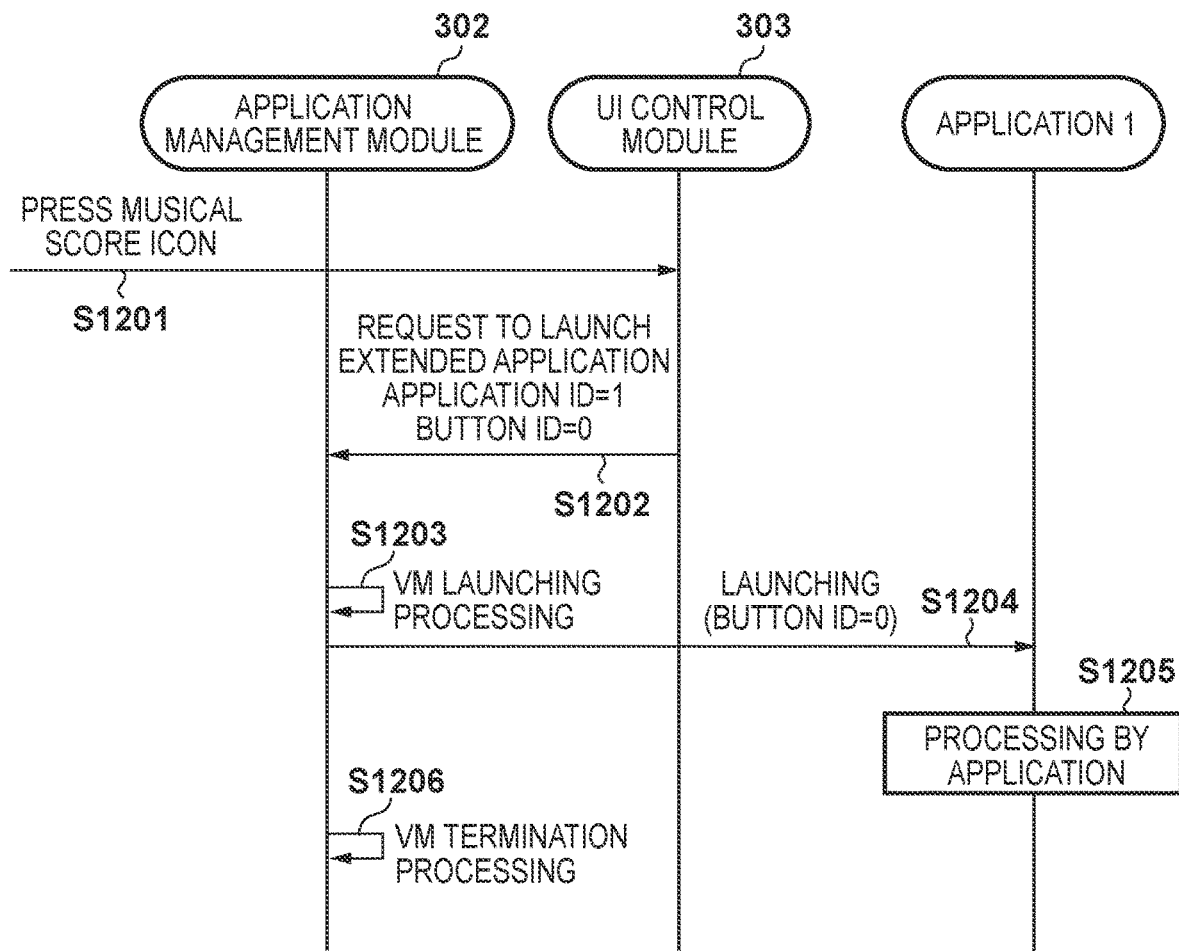 302
303
APPLICATION
MANAGEMENT MODULE
UI CONTROL
MODULE
APPLICATION 1
PRESS MUSICAL
SCORE ICON
S1201
REQUEST TO LAUNCH
EXTENDED APPLICATION
APPLICATION ID=1
BUTTON ID=0
S1202
S1203
VM LAUNCHING
PROCESSING
LAUNCHING
(BUTTON ID=0)
S1204
S1205
PROCESSING BY
APPLICATION
S1206
VM TERMINATION
PROCESSING